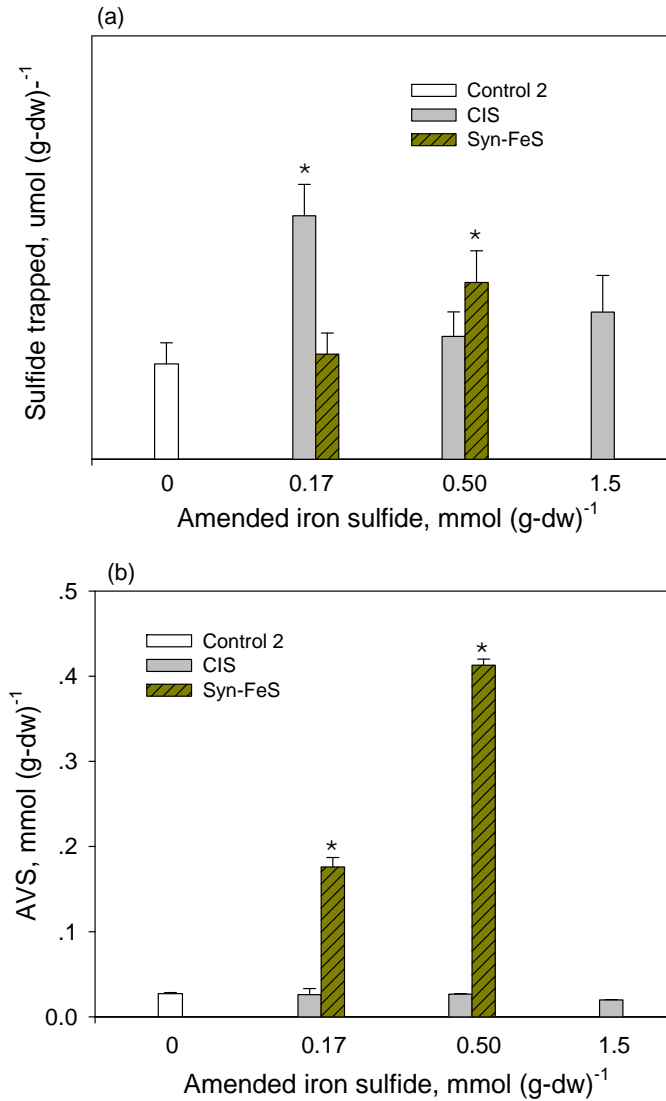 (a)
Control 2
CIS
Syn-FeS
*
*
Sulfide trapped, umol (g-dw)-⁻¹
0 0.17 0.50 1.5
Amended iron sulfide, mmol (g-dw)⁻¹
(b)
.5
Control 2
CIS
Syn-FeS
*
.4
.3
.2
*
.1
0.0
AVS, mmol (g-dw)⁻¹
0 0.17 0.50 1.5
Amended iron sulfide, mmol (g-dw)⁻¹